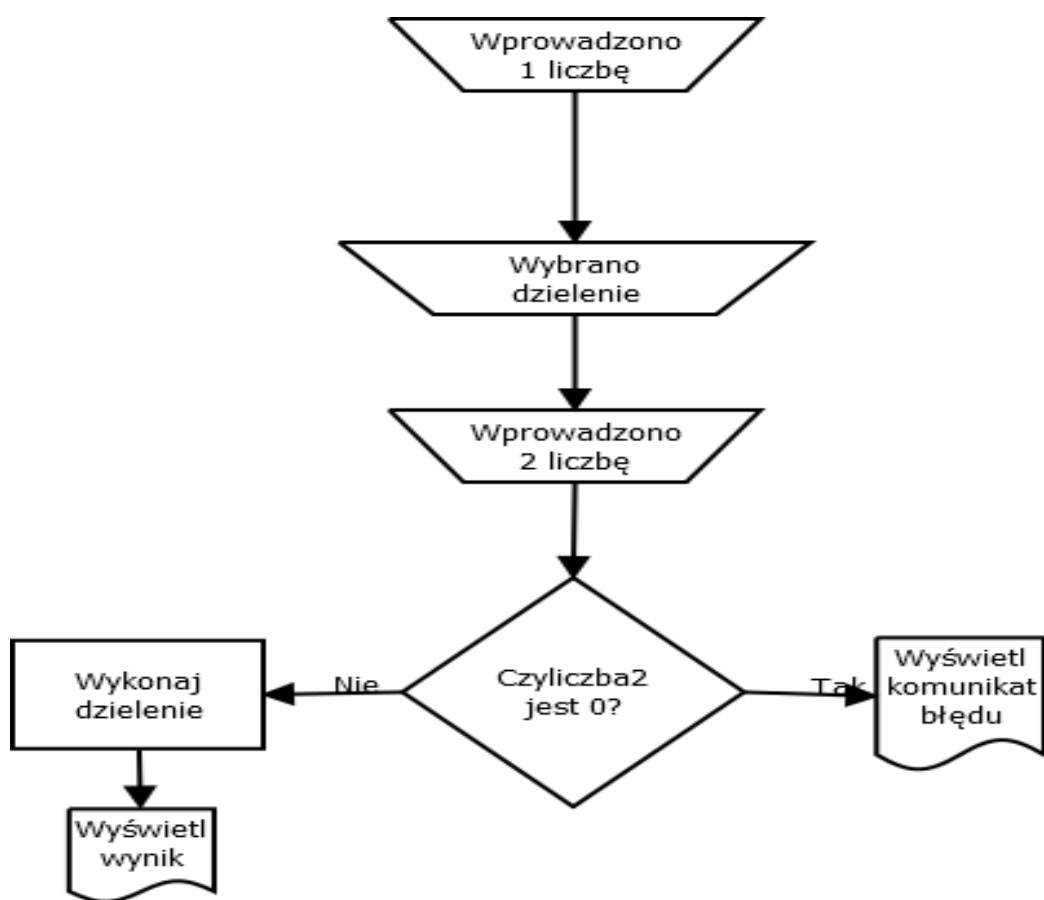 Wprowadzono
1 liczbę
Wybrano
dzielenie
Wprowadzono
2 liczbę
Czyliczba2
jest 0?
Nie
Tak
Wykonaj
dzielenie
Wyświetl
komunikat
błędu
Wyświetl
wynik